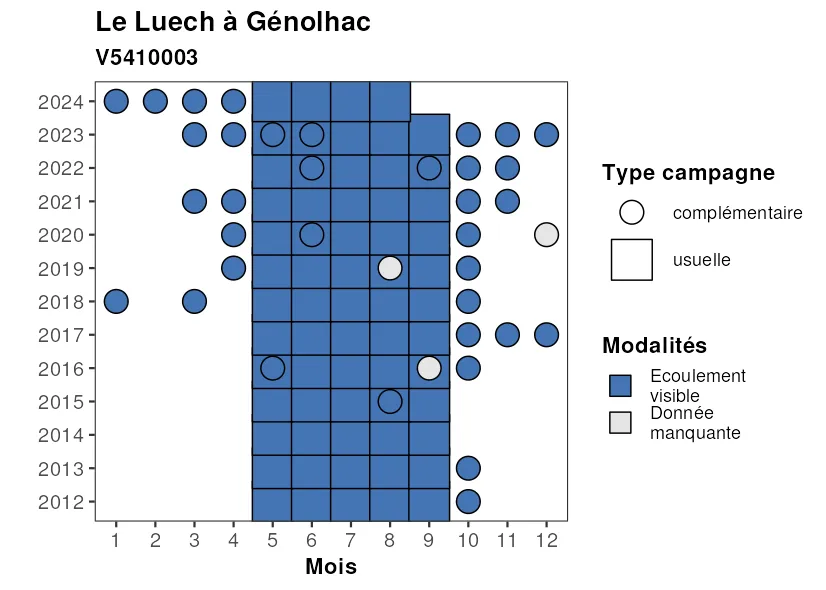 Le Luech à Génolhac
V5410003
2024
2023
2022
2021
2020
2019
2018
2017
2016
2015
2014
2013
2012
1 2 3 4 5 6 7 8 9 10 11 12
Mois
Type campagne
complémentaire
usuelle
Modalités
Ecoulement
visible
Donnée
manquante